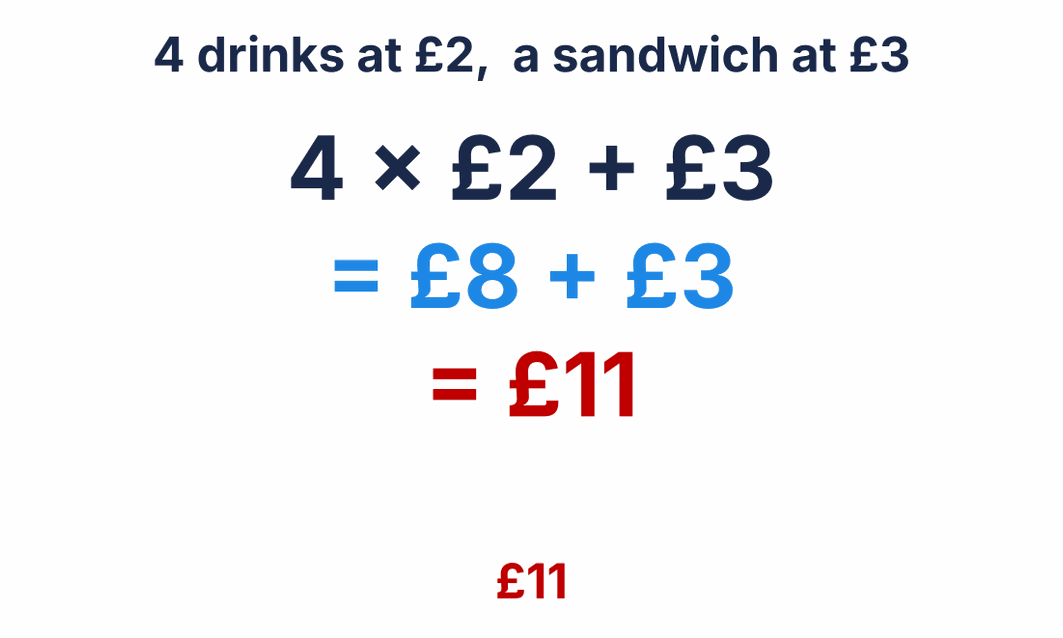 4 drinks at £2, a sandwich at £3
4 × £2 + £3
= £8 + £3
= £11
£11